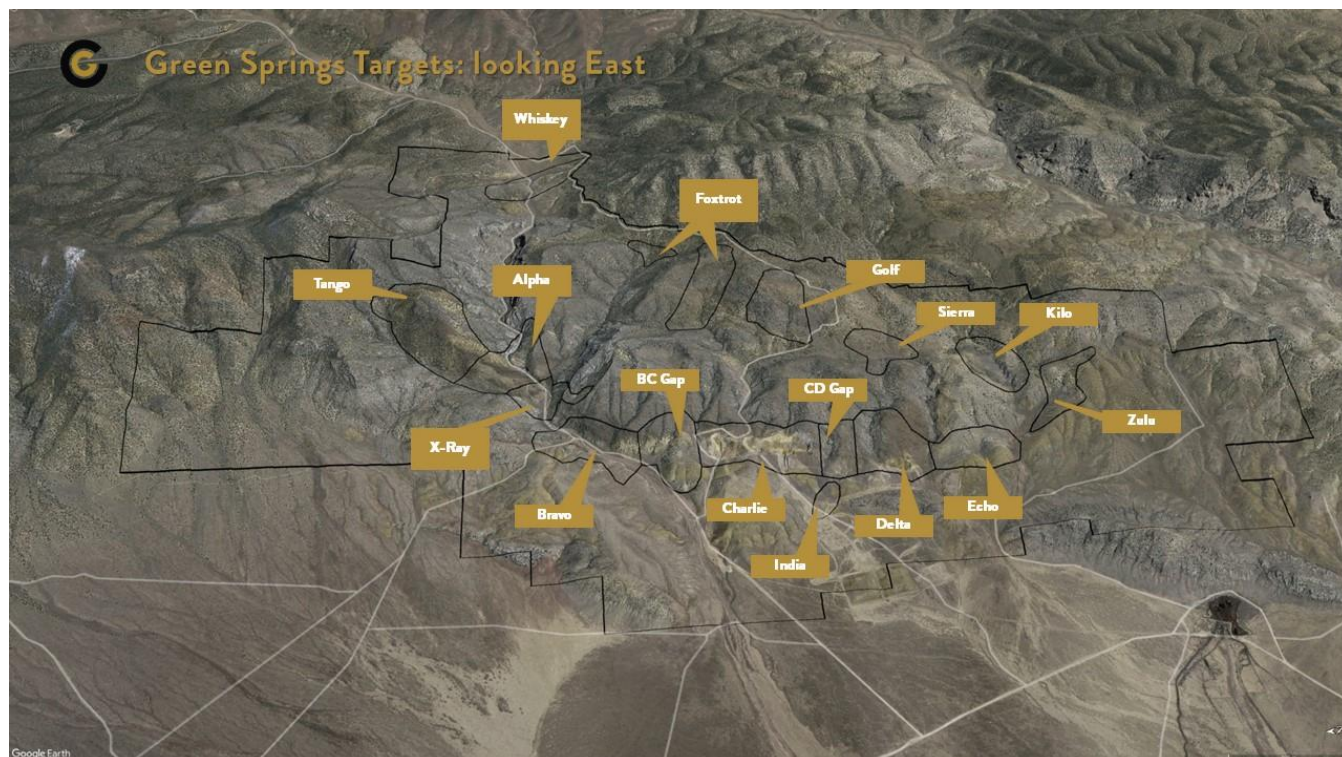 Green Springs Targets: looking East
Whiskey
Foxtrot
Golf
Tango
Alpha
Sierra
Kilo
BC Gap
CD Gap
Zulu
X-Ray
Bravo
Charlie
Delta
Echo
India
Google Earth